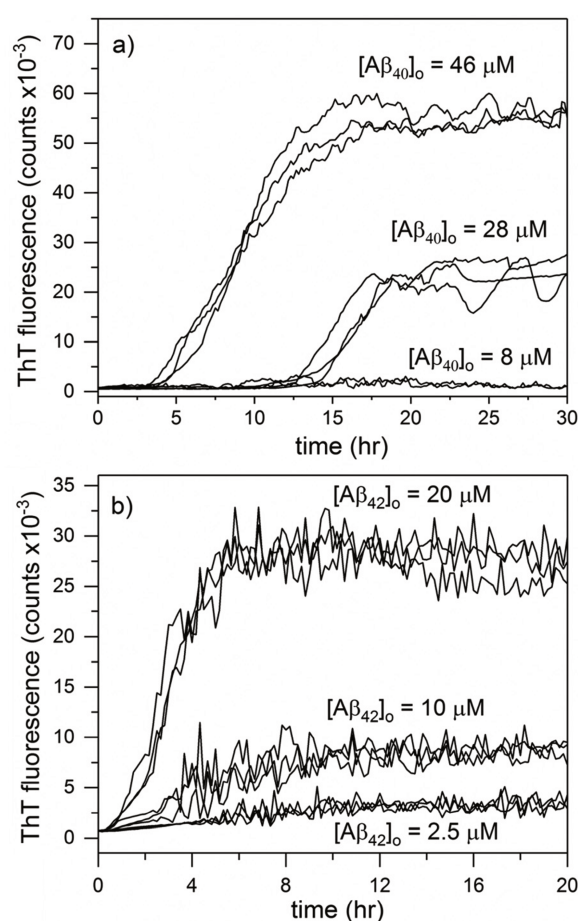 a)
[Aβ₄₀]ₒ = 46 μM
[Aβ₄₀]ₒ = 28 μM
[Aβ₄₀]ₒ = 8 μM
ThT fluorescence (counts x10⁻³)
70
60
50
40
30
20
10
0
0 5 10 15 20 25 30
time (hr)
b)
[Aβ₄₂]ₒ = 20 μM
[Aβ₄₂]ₒ = 10 μM
[Aβ₄₂]ₒ = 2.5 μM
ThT fluorescence (counts x10⁻³)
35
30
25
20
15
10
5
0
0 4 8 12 16 20
time (hr)